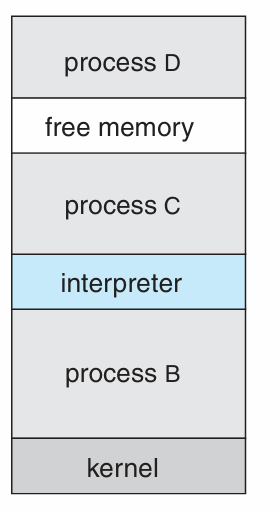 process D
free memory
process C
interpreter
process B
kernel